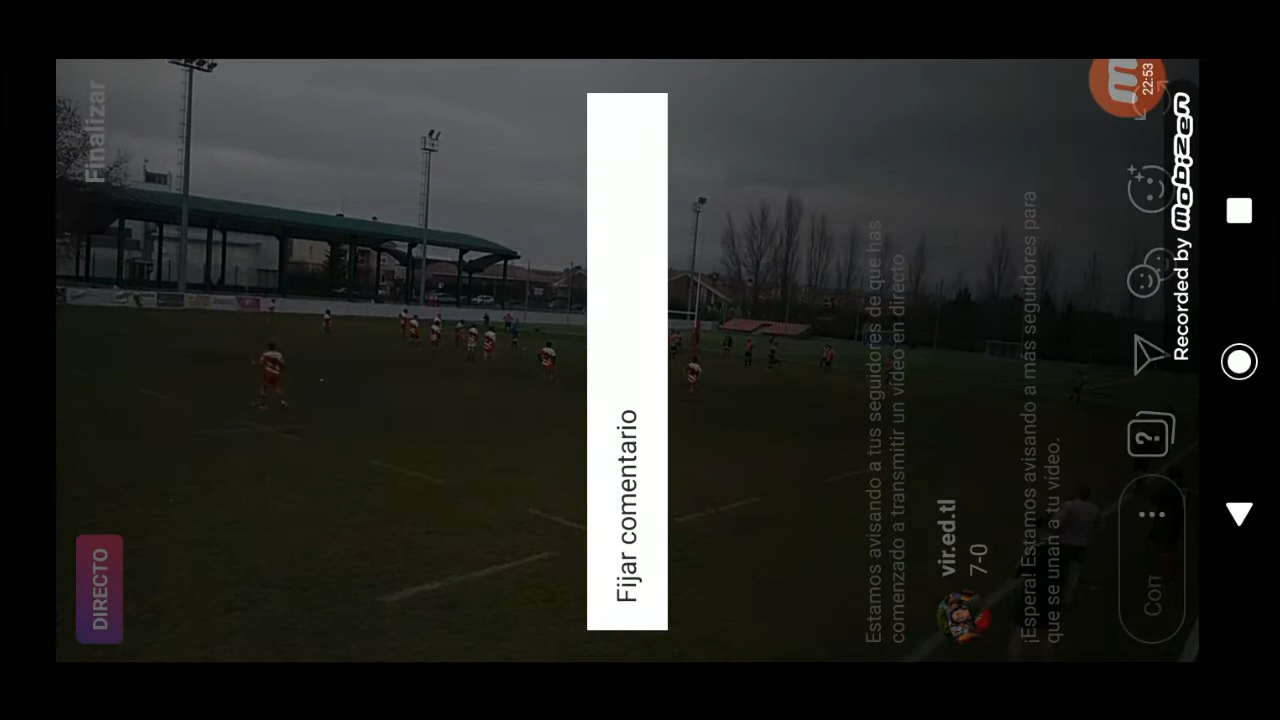 Finalizar
DIRECTO
Fijar comentario
Estamos avisando a tus seguidores de que has
comenzado a transmitir un vídeo en directo.
vir.ed.tl
7-0
¡Espera! Estamos avisando a más seguidores para
que se unan a tu vídeo.
Com
22:53
Recorded by mobizen